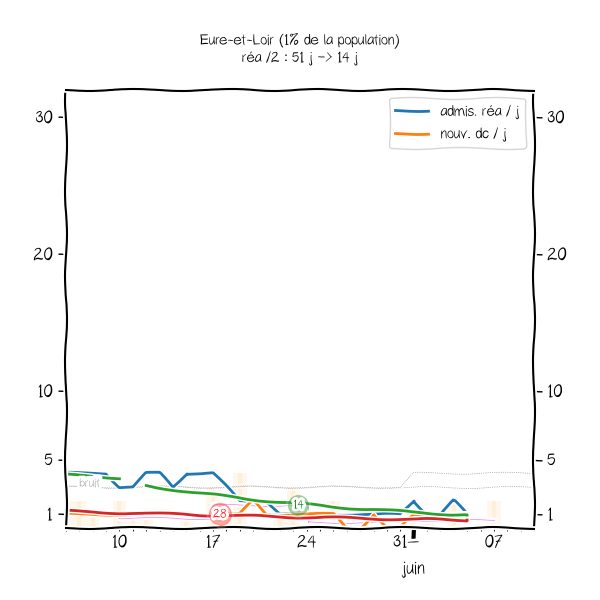 Eure-et-Loir (1% de la population)
réa /2 : 51 j -> 14 j
admis. réa / j
nouv. dc / j
30
30
20
20
10
10
5
5
bruit
14
28
1
1
10
17
24
31
07
juin